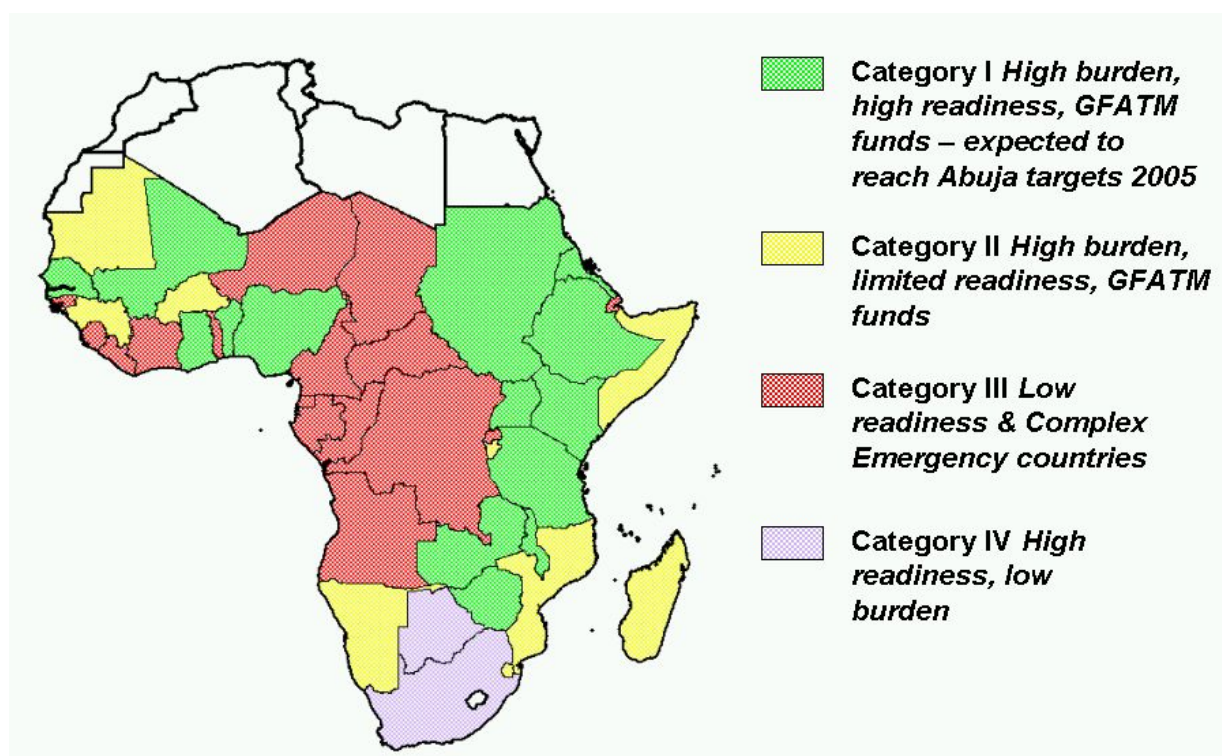 Category I High burden,
high readiness, GFATM
funds – expected to
reach Abuja targets 2005
Category II High burden,
limited readiness, GFATM
funds
Category III Low
readiness & Complex
Emergency countries
Category IV High
readiness, low
burden